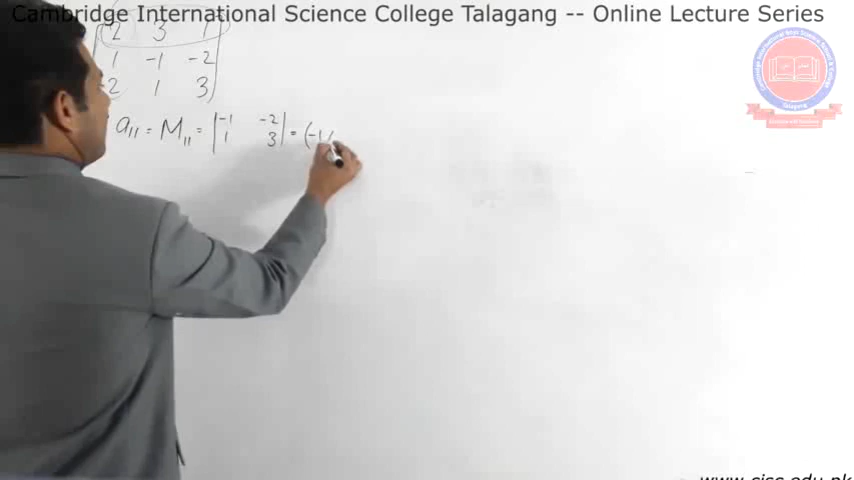 Cambridge International Science College Talagang -- Online Lecture Series
2 3 1
1 -1 -2
2 1 3
a₁₁ = M₁₁ = | -1 -2 | = (-1
1 3
Talagang